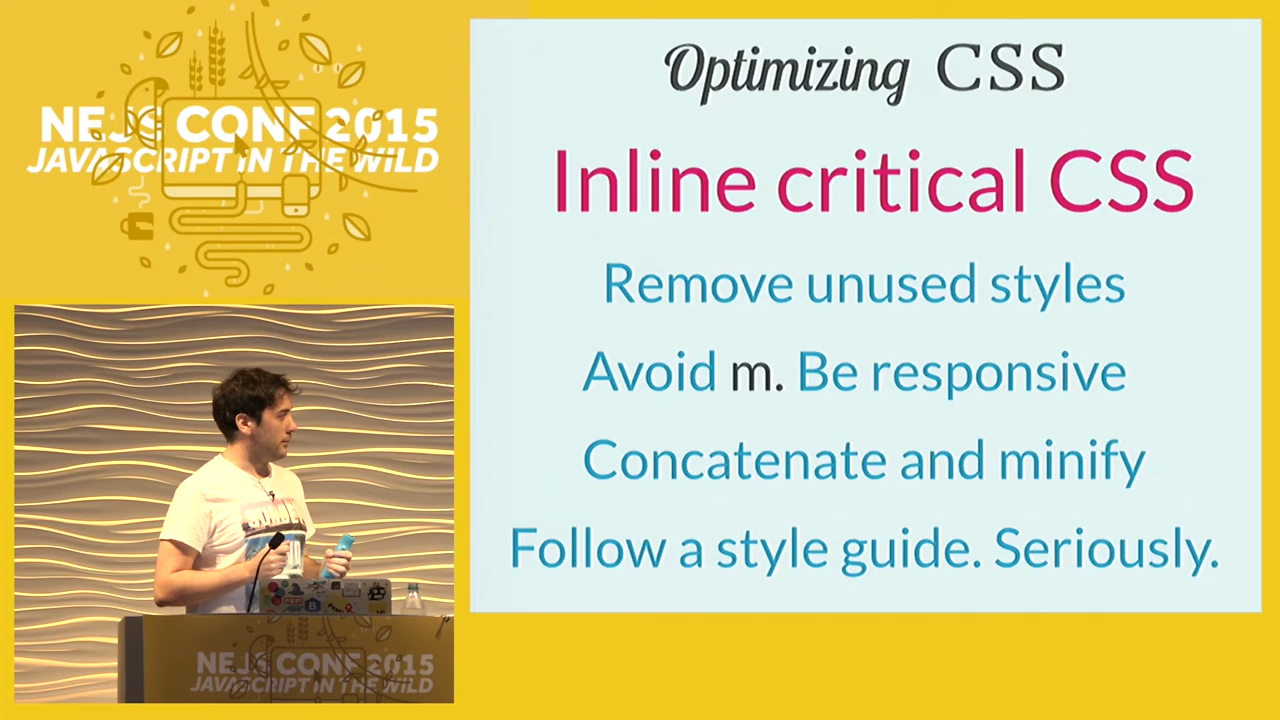 NEJS CONF 2015
JAVASCRIPT IN THE WILD
Optimizing CSS
Inline critical CSS
Remove unused styles
Avoid m. Be responsive
Concatenate and minify
Follow a style guide. Seriously.
NEJS CONF 2015
JAVASCRIPT IN THE WILD